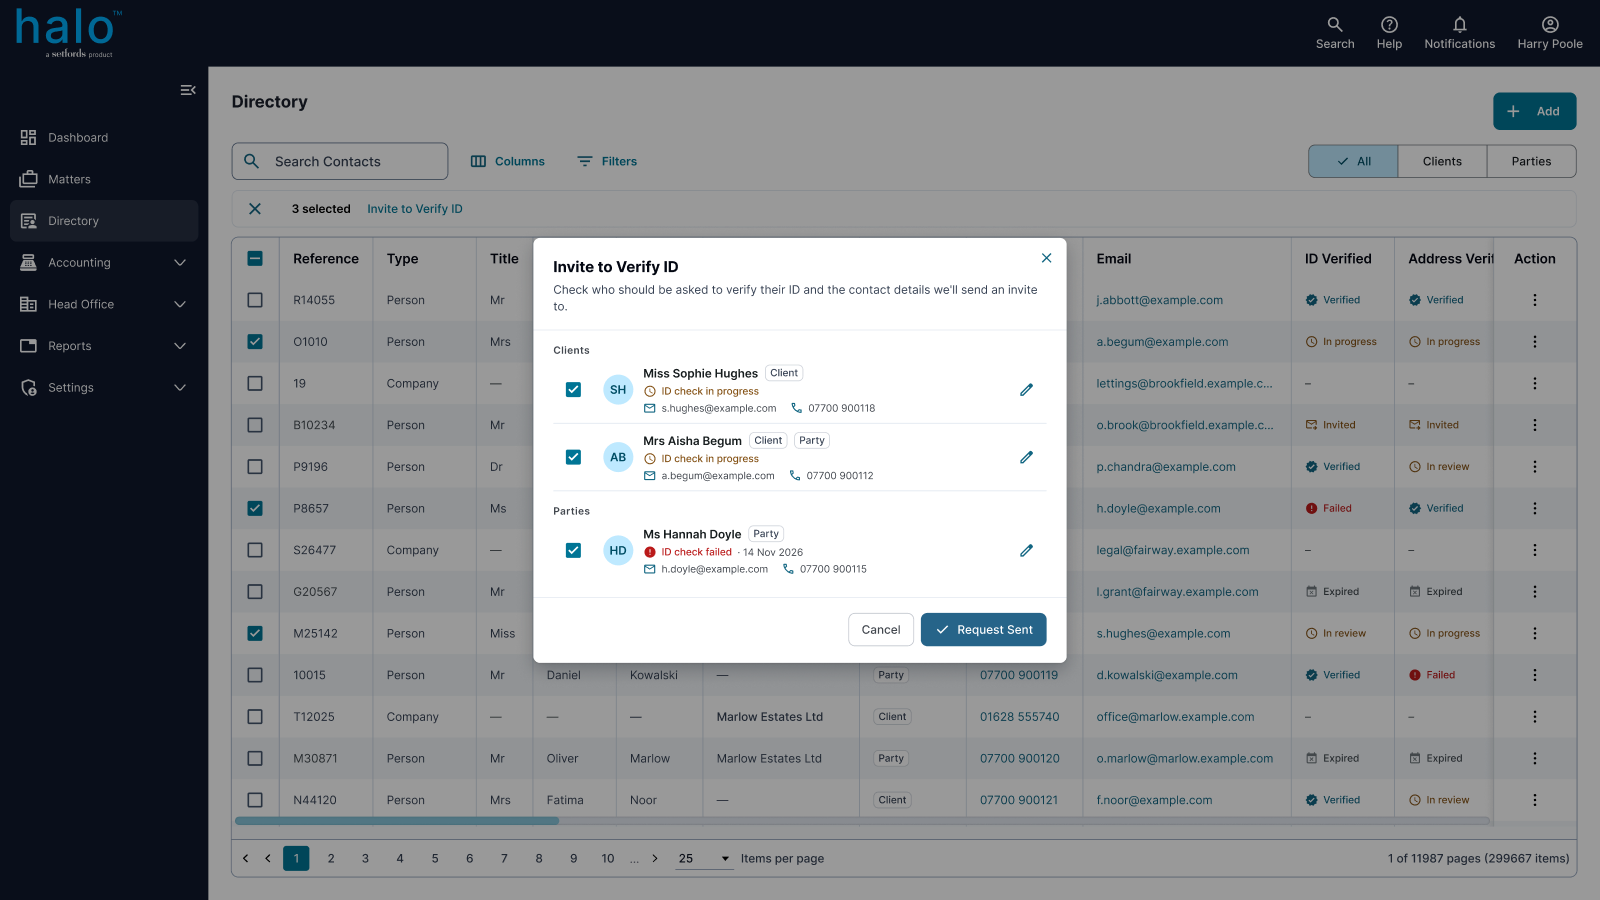 halo™
a setfords product
Search
Help
Notifications
Harry Poole
Dashboard
Matters
Directory
Accounting
Head Office
Reports
Settings
Directory
Add
Search Contacts
Columns
Filters
All
Clients
Parties
3 selected
Invite to Verify ID
Reference Type Title Email ID Verified Address Verif Action
R14055 Person Mr j.abbott@example.com Verified Verified
O1010 Person Mrs a.begum@example.com In progress In progress
19 Company — lettings@brookfield.example.c... – –
B10234 Person Mr o.brook@brookfield.example.c... Invited Invited
P9196 Person Dr p.chandra@example.com Verified In review
P8657 Person Ms h.doyle@example.com Failed Verified
S26477 Company — legal@fairway.example.com – –
G20567 Person Mr l.grant@fairway.example.com Expired Expired
M25142 Person Miss s.hughes@example.com In review In progress
10015 Person Mr Daniel Kowalski — Party 07700 900119 d.kowalski@example.com Verified Failed
T12025 Company — — — Marlow Estates Ltd Client 01628 555740 office@marlow.example.com – –
M30871 Person Mr Oliver Marlow Marlow Estates Ltd Party 07700 900120 o.marlow@marlow.example.com Expired Expired
N44120 Person Mrs Fatima Noor — Client 07700 900121 f.noor@example.com Verified In review
Invite to Verify ID
Check who should be asked to verify their ID and the contact details we'll send an invite
to.
Clients
SH
Miss Sophie Hughes Client
ID check in progress
s.hughes@example.com 07700 900118
AB
Mrs Aisha Begum Client Party
ID check in progress
a.begum@example.com 07700 900112
Parties
HD
Ms Hannah Doyle Party
ID check failed · 14 Nov 2026
h.doyle@example.com 07700 900115
Cancel
Request Sent
1 2 3 4 5 6 7 8 9 10 ... 25 Items per page
1 of 11987 pages (299667 items)